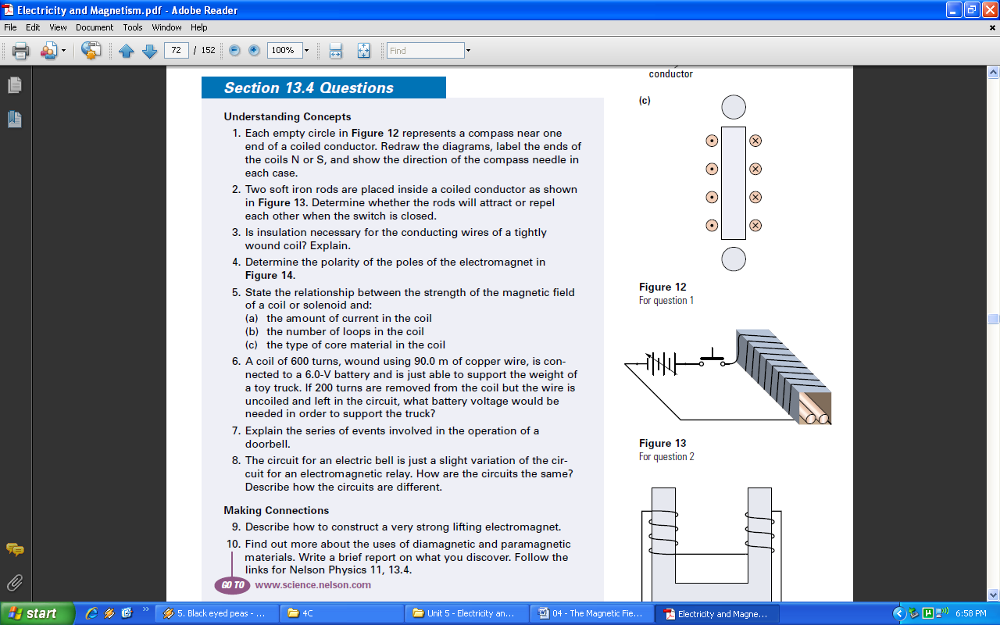 Electricity and Magnetism.pdf - Adobe Reader
File Edit View Document Tools Window Help
72 / 152 100% Find
Section 13.4 Questions
Understanding Concepts
1. Each empty circle in Figure 12 represents a compass near one
end of a coiled conductor. Redraw the diagrams, label the ends of
the coils N or S, and show the direction of the compass needle in
each case.
2. Two soft iron rods are placed inside a coiled conductor as shown
in Figure 13. Determine whether the rods will attract or repel
each other when the switch is closed.
3. Is insulation necessary for the conducting wires of a tightly
wound coil? Explain.
4. Determine the polarity of the poles of the electromagnet in
Figure 14.
5. State the relationship between the strength of the magnetic field
of a coil or solenoid and:
(a) the amount of current in the coil
(b) the number of loops in the coil
(c) the type of core material in the coil
6. A coil of 600 turns, wound using 90.0 m of copper wire, is con-
nected to a 6.0-V battery and is just able to support the weight of
a toy truck. If 200 turns are removed from the coil but the wire is
uncoiled and left in the circuit, what battery voltage would be
needed in order to support the truck?
7. Explain the series of events involved in the operation of a
doorbell.
8. The circuit for an electric bell is just a slight variation of the cir-
cuit for an electromagnetic relay. How are the circuits the same?
Describe how the circuits are different.
Making Connections
9. Describe how to construct a very strong lifting electromagnet.
10. Find out more about the uses of diamagnetic and paramagnetic
materials. Write a brief report on what you discover. Follow the
links for Nelson Physics 11, 13.4.
GO TO www.science.nelson.com
conductor
(c)
Figure 12
For question 1
Figure 13
For question 2
start
5. Black eyed peas - ...
4C
Unit 5 - Electricity an...
04 - The Magnetic Fie...
Electricity and Magne...
6:58 PM